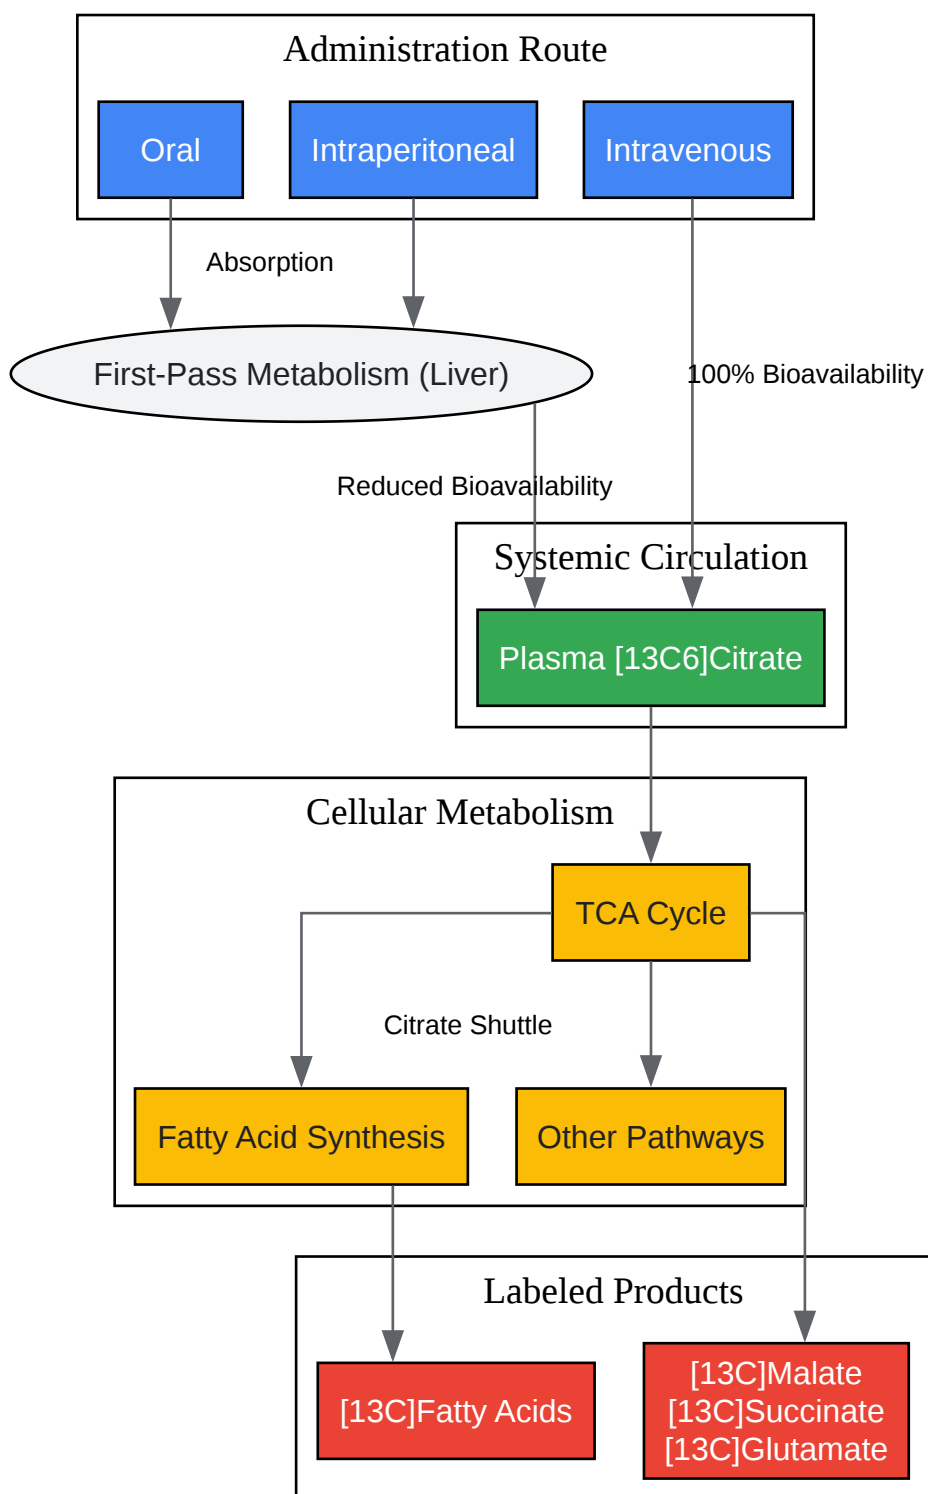 Administration Route
Oral
Intraperitoneal
Intravenous
Absorption
First-Pass Metabolism (Liver)
100% Bioavailability
Reduced Bioavailability
Systemic Circulation
Plasma [13C6]Citrate
Cellular Metabolism
TCA Cycle
Citrate Shuttle
Fatty Acid Synthesis
Other Pathways
Labeled Products
[13C]Fatty Acids
[13C]Malate
[13C]Succinate
[13C]Glutamate